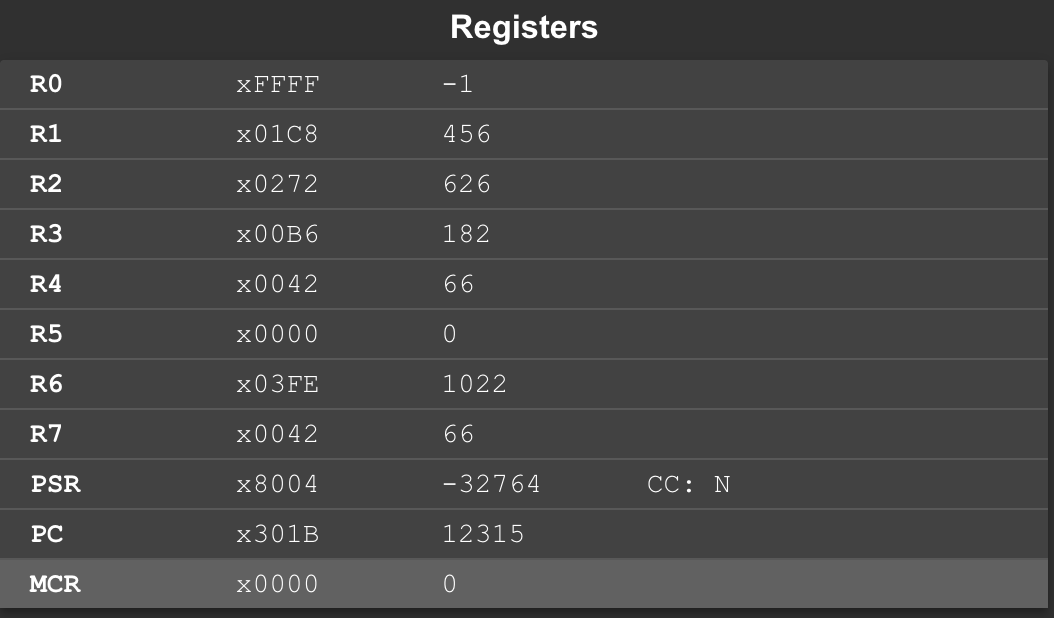 Registers
R0 xFFFF -1
R1 x01C8 456
R2 x0272 626
R3 x00B6 182
R4 x0042 66
R5 x0000 0
R6 x03FE 1022
R7 x0042 66
PSR x8004 -32764 CC: N
PC x301B 12315
MCR x0000 0